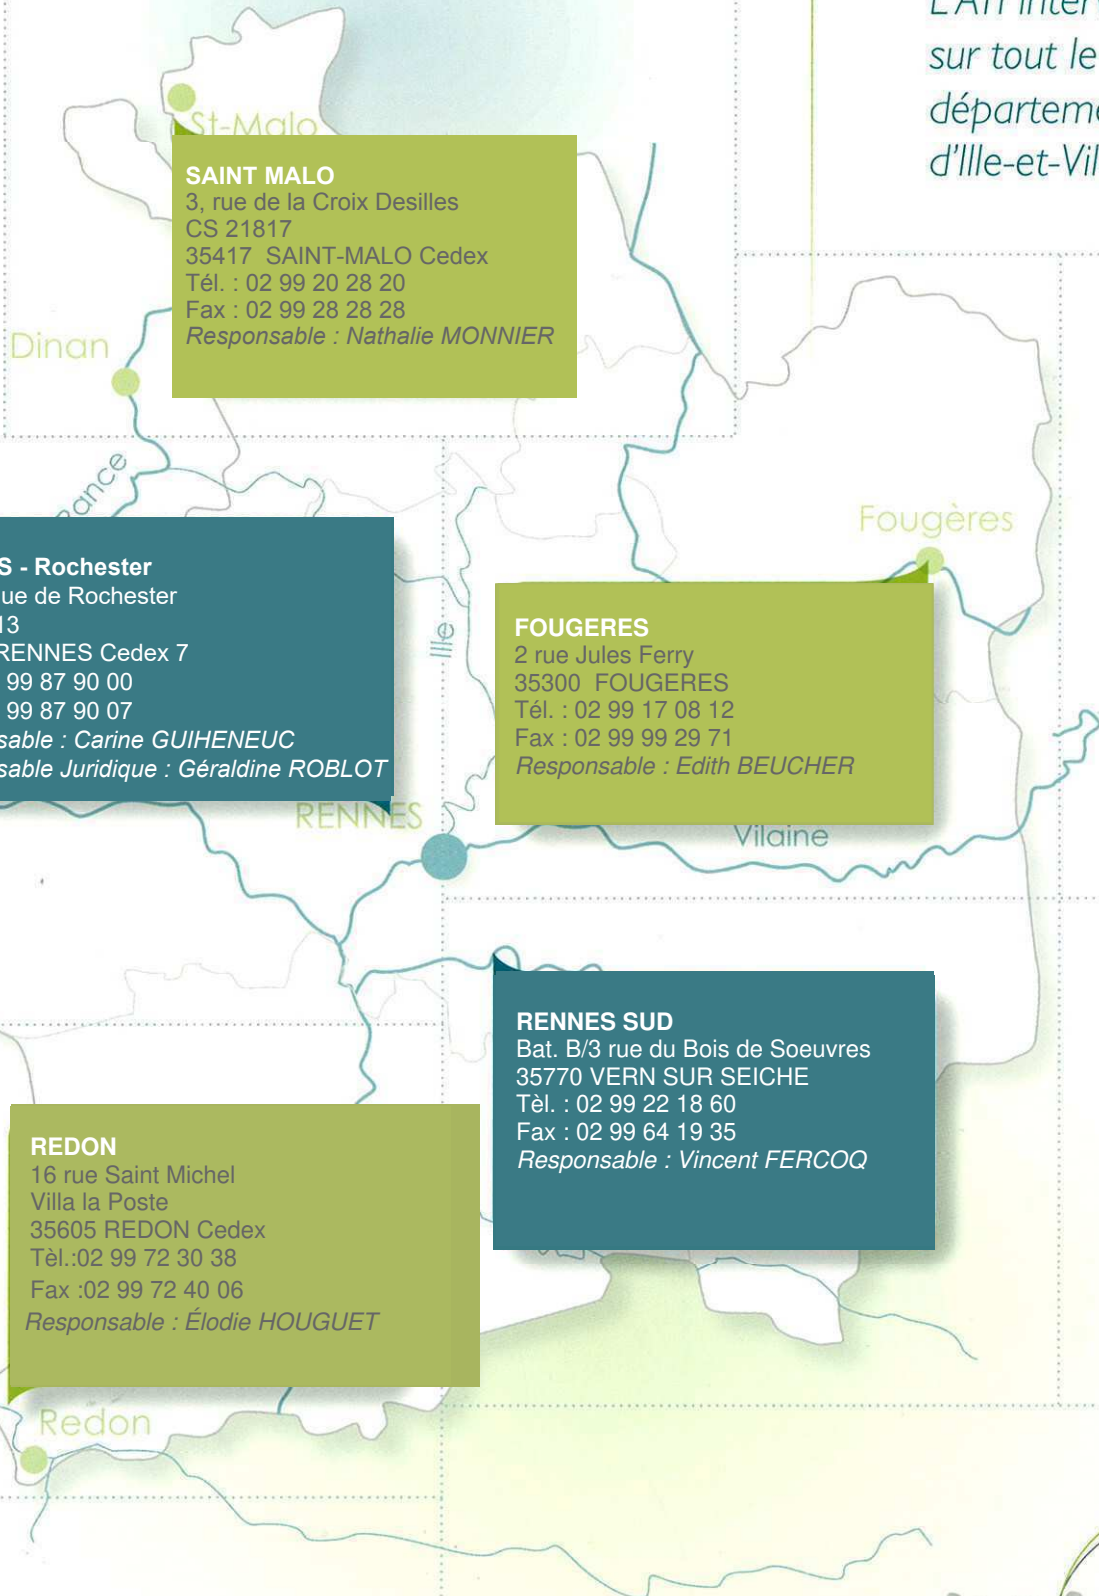 L'ATI
sur tout le
d'Ille-et-Vil
St-Malo
SAINT MALO
3, rue de la Croix Desilles
CS 21817
35417 SAINT-MALO Cedex
Tél. : 02 99 20 28 20
Fax : 02 99 28 28 28
Responsable : Nathalie MONNIER
Dinan
Rance
Fougères
S - Rochester
ue de Rochester
13
RENNES Cedex 7
99 87 90 00
99 87 90 07
sable : Carine GUIHENEUC
sable Juridique : Géraldine ROBLOT
Ille
FOUGERES
2 rue Jules Ferry
35300 FOUGERES
Tél. : 02 99 17 08 12
Fax : 02 99 99 29 71
Responsable : Edith BEUCHER
RENNES
Vilaine
RENNES SUD
Bat. B/3 rue du Bois de Soeuvres
35770 VERN SUR SEICHE
Tèl. : 02 99 22 18 60
Fax : 02 99 64 19 35
Responsable : Vincent FERCOQ
REDON
16 rue Saint Michel
Villa la Poste
35605 REDON Cedex
Tèl.:02 99 72 30 38
Fax :02 99 72 40 06
Responsable : Élodie HOUGUET
Redon